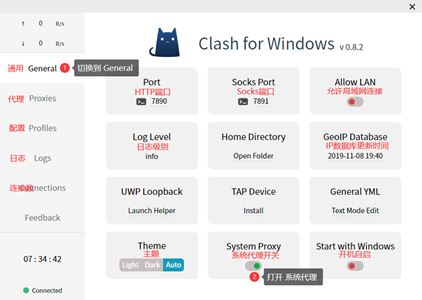 ↑ 0 B/s
↓ 0 B/s
通用 General 1 切换到 General
代理 Proxies
配置 Profiles
日志 Logs
Connections
Feedback
07 : 34 : 42
Connected
Clash for Windows v 0.8.2
Port
HTTP端口
7890
Socks Port
Socks端口
7891
Allow LAN
允许局域网连接
Log Level
日志级别
info
Home Directory
Open Folder
GeoIP Database
IP数据库更新时间
2019-11-08 19:40
UWP Loopback
Launch Helper
TAP Device
Install
General YML
Text Mode Edit
Theme
主题
Light Dark Auto
System Proxy
系统代理开关
2 打开 系统代理
Start with Windows
开机自启